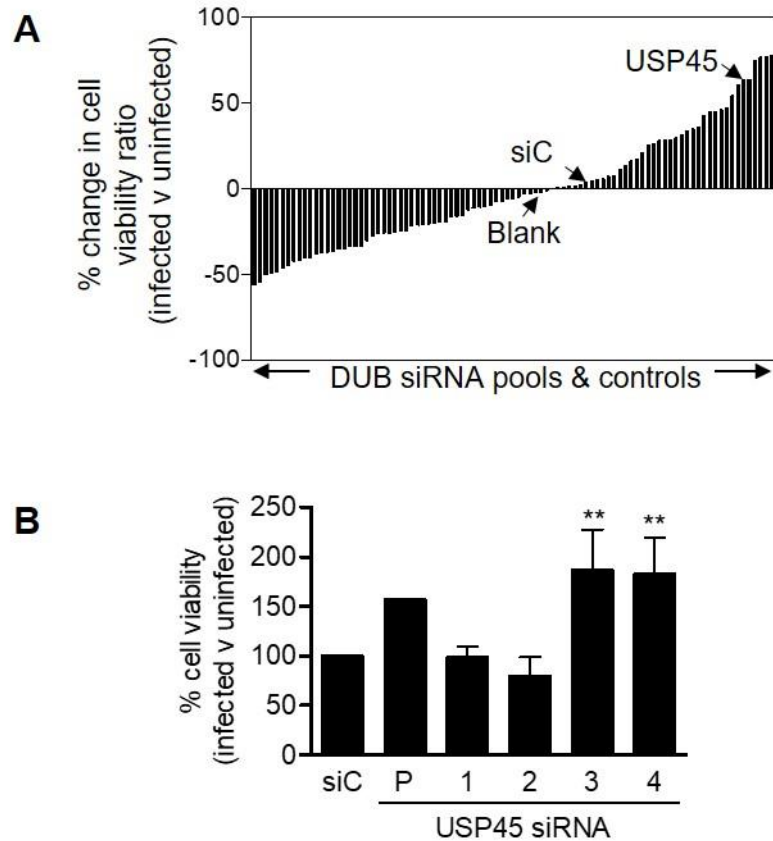 A
% change in cell
viability ratio
(infected v uninfected)
100
50
0
-50
-100
USP45
siC
Blank
DUB siRNA pools & controls
B
% cell viability
(infected v uninfected)
250
200
150
100
50
0
** **
siC P 1 2 3 4
USP45 siRNA